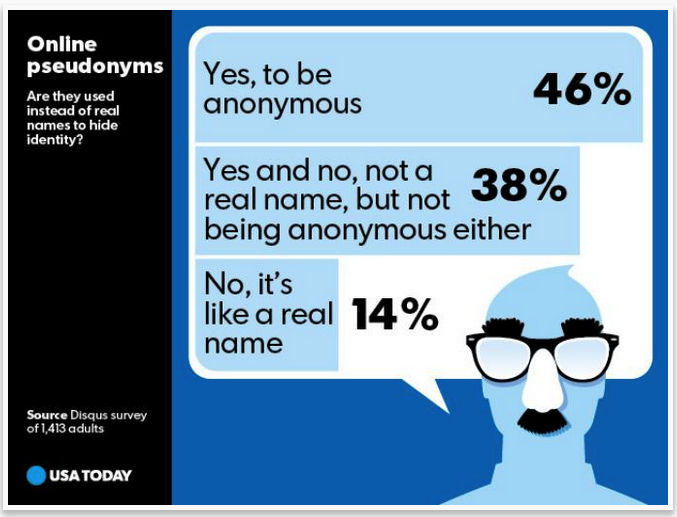 Online
pseudonyms
Are they used
instead of real
names to hide
identity?
Yes, to be
anonymous
46%
Yes and no, not a
real name, but not
being anonymous either
38%
No, it's
like a real
name
14%
Source Disqus survey
of 1,413 adults
USA TODAY